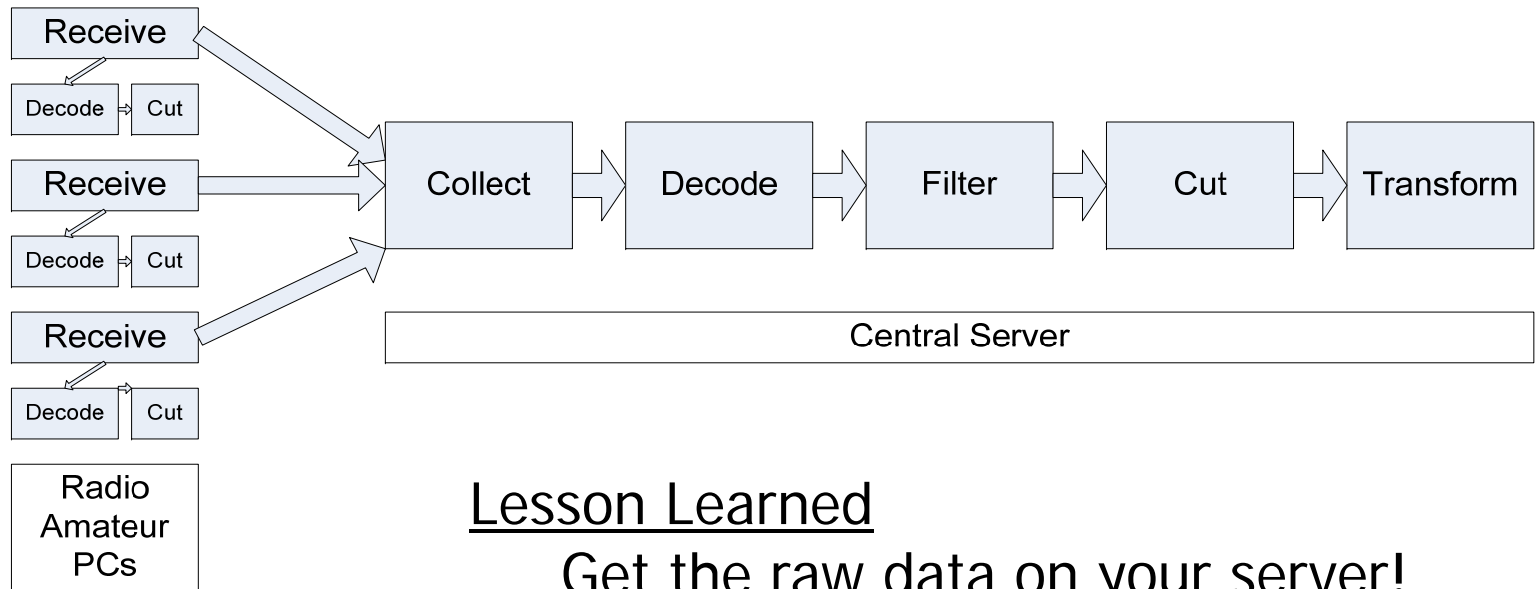 Receive
Decode
Cut
Receive
Decode
Cut
Receive
Decode
Cut
Radio
Amateur
PCs
Collect
Decode
Filter
Cut
Transform
Central Server
Lesson Learned
Get the raw data on your server!